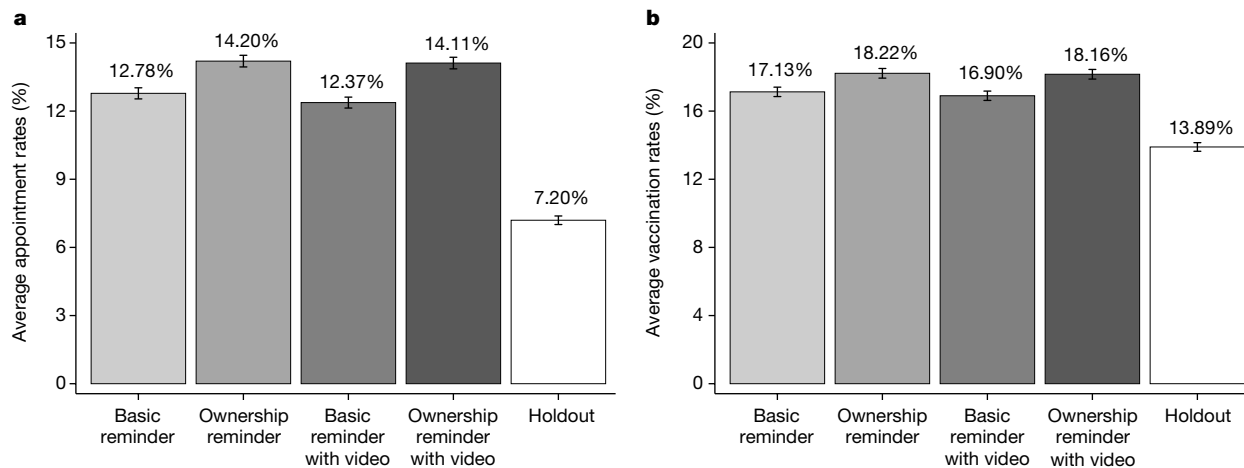 a
Average appointment rates (%)
15
12
9
6
3
0
12.78%
14.20%
12.37%
14.11%
7.20%
Basic
reminder
Ownership
reminder
Basic
reminder
with video
Ownership
reminder
with video
Holdout
b
Average vaccination rates (%)
20
16
12
8
4
0
17.13%
18.22%
16.90%
18.16%
13.89%
Basic
reminder
Ownership
reminder
Basic
reminder
with video
Ownership
reminder
with video
Holdout